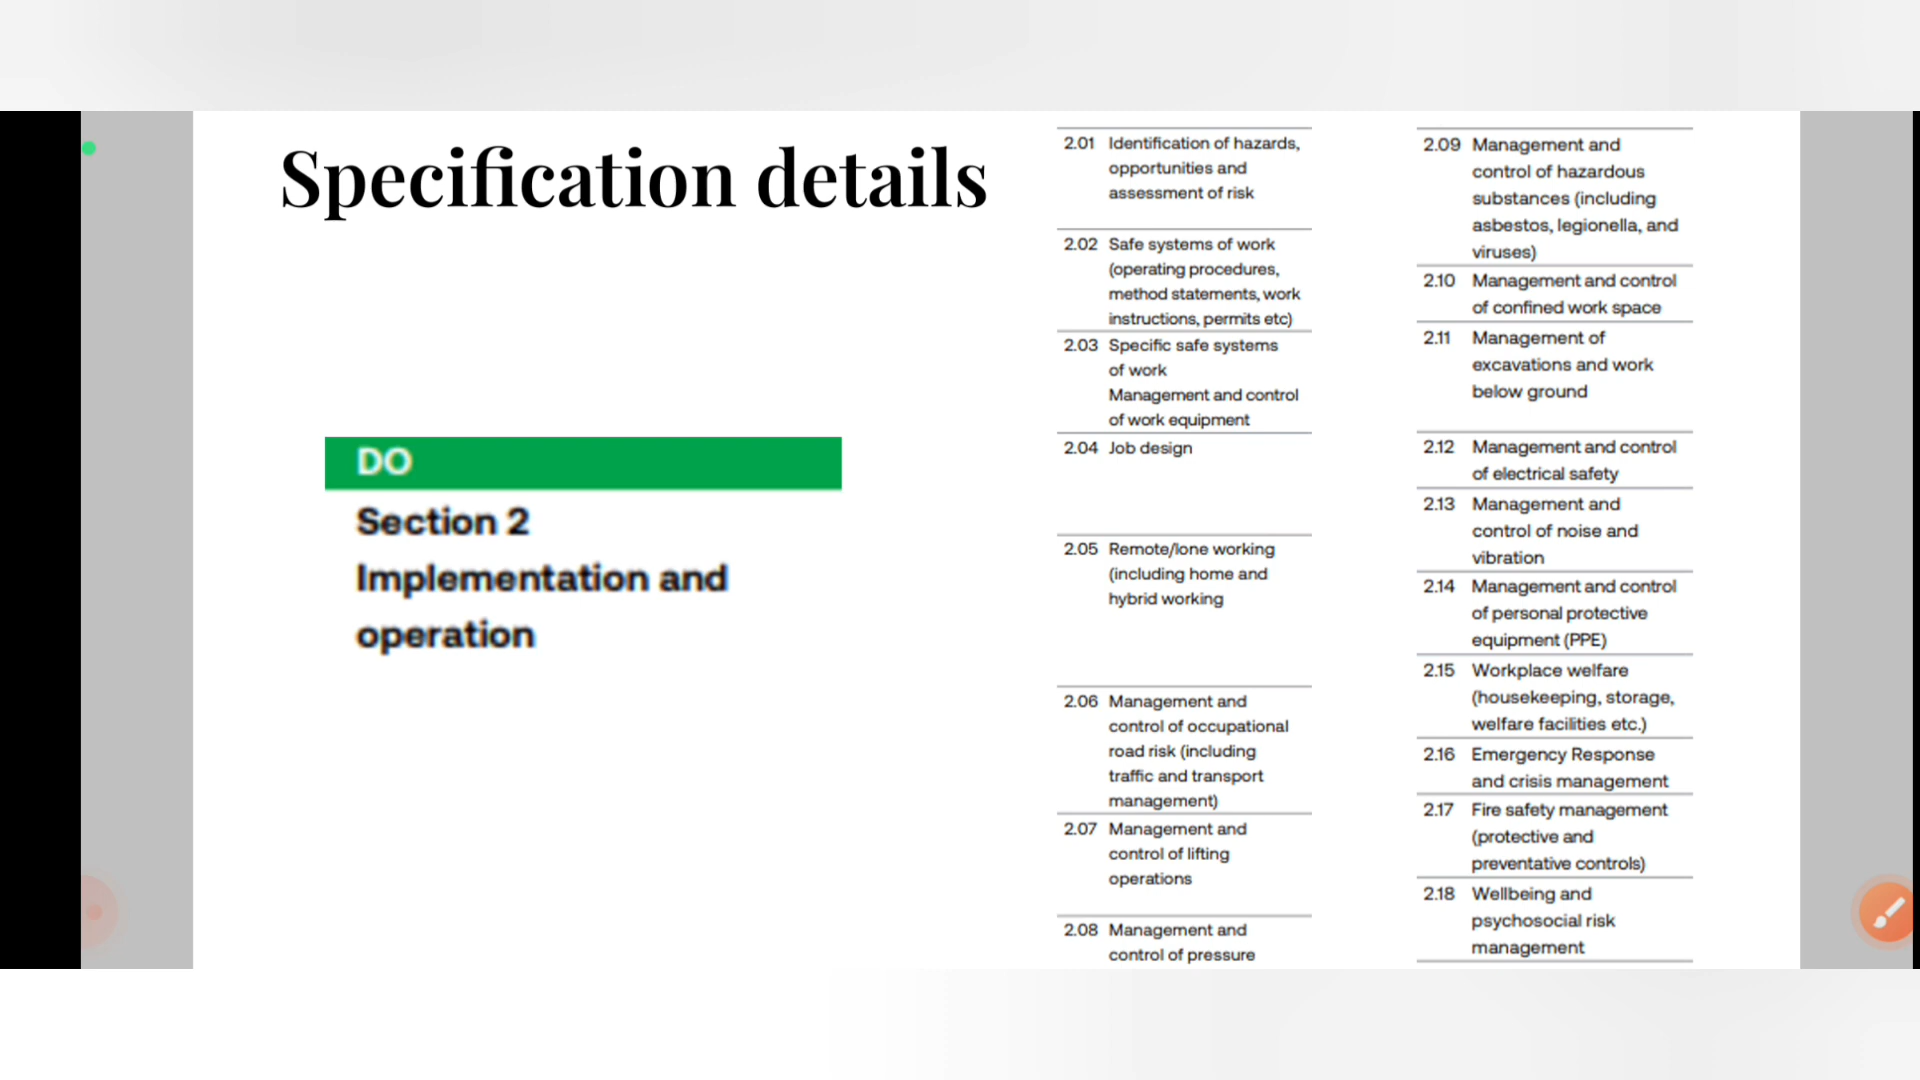 Specification details
DO
Section 2
Implementation and
operation
2.01 Identification of hazards,
opportunities and
assessment of risk
2.02 Safe systems of work
(operating procedures,
method statements, work
instructions, permits etc)
2.03 Specific safe systems
of work
Management and control
of work equipment
2.04 Job design
2.05 Remote/lone working
(including home and
hybrid working
2.06 Management and
control of occupational
road risk (including
traffic and transport
management)
2.07 Management and
control of lifting
operations
2.08 Management and
control of pressure
2.09 Management and
control of hazardous
substances (including
asbestos, legionella, and
viruses)
2.10 Management and control
of confined work space
2.11 Management of
excavations and work
below ground
2.12 Management and control
of electrical safety
2.13 Management and
control of noise and
vibration
2.14 Management and control
of personal protective
equipment (PPE)
2.15 Workplace welfare
(housekeeping, storage,
welfare facilities etc.)
2.16 Emergency Response
and crisis management
2.17 Fire safety management
(protective and
preventative controls)
2.18 Wellbeing and
psychosocial risk
management